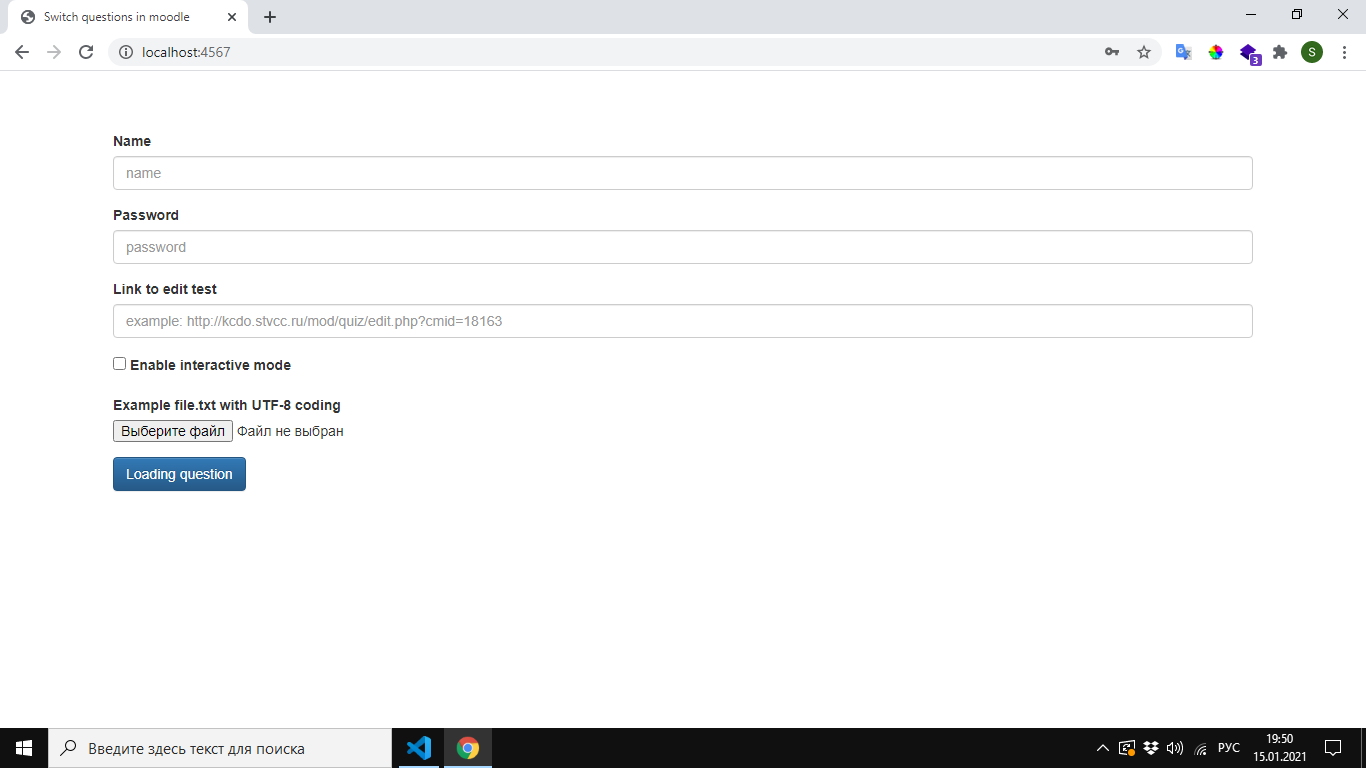 Switch questions in moodle
localhost:4567
3
S
Name
name
Password
password
Link to edit test
example: http://kcdo.stvcc.ru/mod/quiz/edit.php?cmid=18163
Enable interactive mode
Example file.txt with UTF-8 coding
Выберите файл Файл не выбран
Loading question
Введите здесь текст для поиска
РУС
19:50
15.01.2021